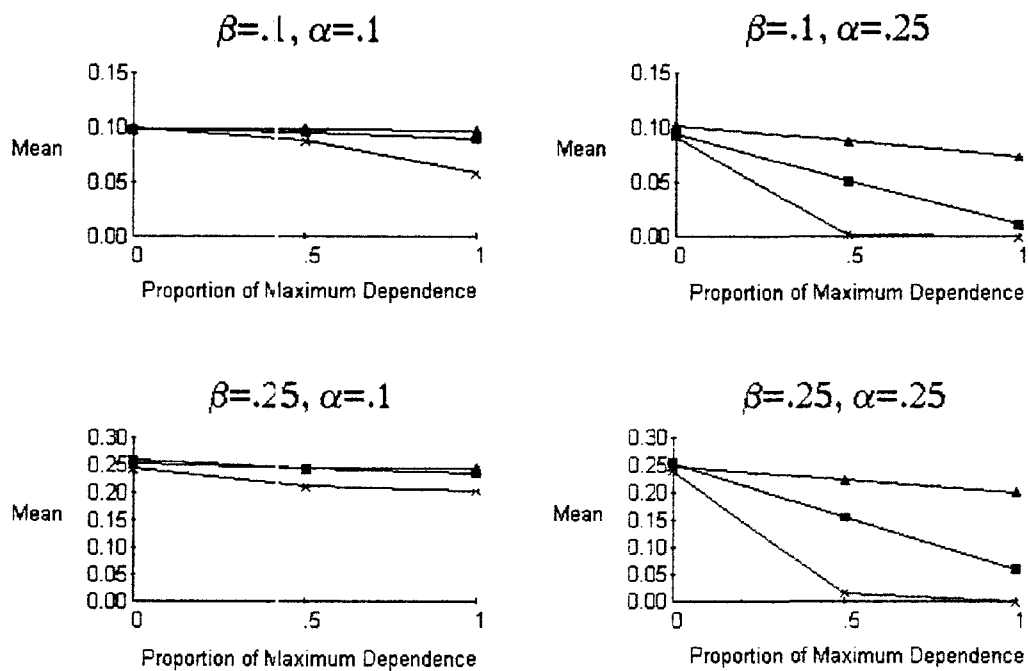 β=.1, α=.1
β=.1, α=.25
0.15
0.10
Mean
0.05
0.00
0
.5
1
Proportion of Maximum Dependence
0.15
0.10
Mean
0.05
0.00
0
.5
1
Proportion of Maximum Dependence
β=.25, α=.1
β=.25, α=.25
0.30
0.25
0.20
Mean
0.15
0.10
0.05
0.00
0
.5
1
Proportion of Maximum Dependence
0.30
0.25
0.20
Mean
0.15
0.10
0.05
0.00
0
.5
1
Proportion of Maximum Dependence